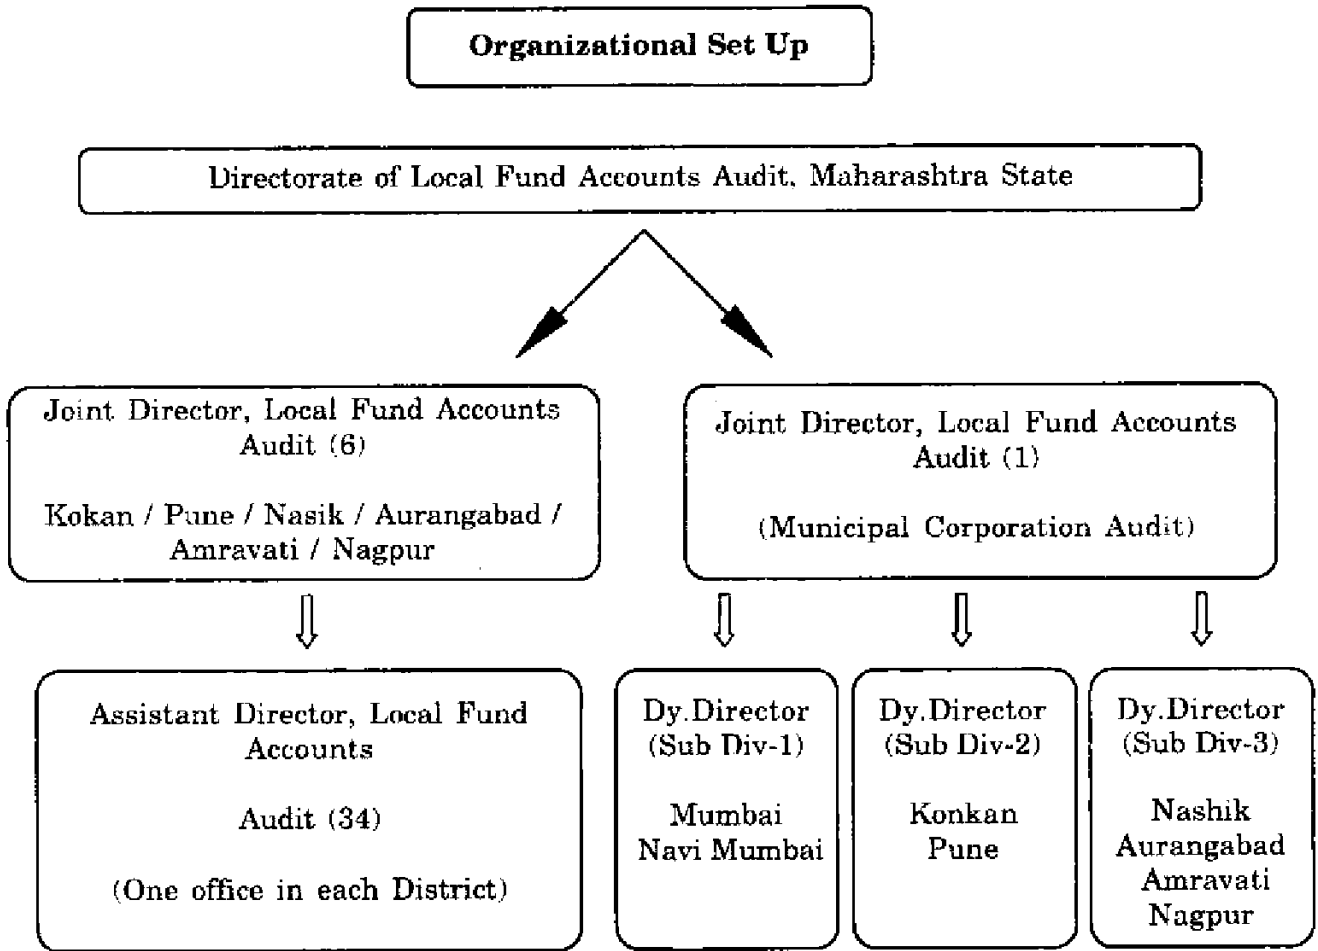 Organizational Set Up
Directorate of Local Fund Accounts Audit, Maharashtra State
Joint Director, Local Fund Accounts
Audit (6)
Kokan / Pune / Nasik / Aurangabad /
Amravati / Nagpur
Joint Director, Local Fund Accounts
Audit (1)
(Municipal Corporation Audit)
Assistant Director, Local Fund
Accounts
Audit (34)
(One office in each District)
Dy.Director
(Sub Div-1)
Mumbai
Navi Mumbai
Dy.Director
(Sub Div-2)
Konkan
Pune
Dy.Director
(Sub Div-3)
Nashik
Aurangabad
Amravati
Nagpur